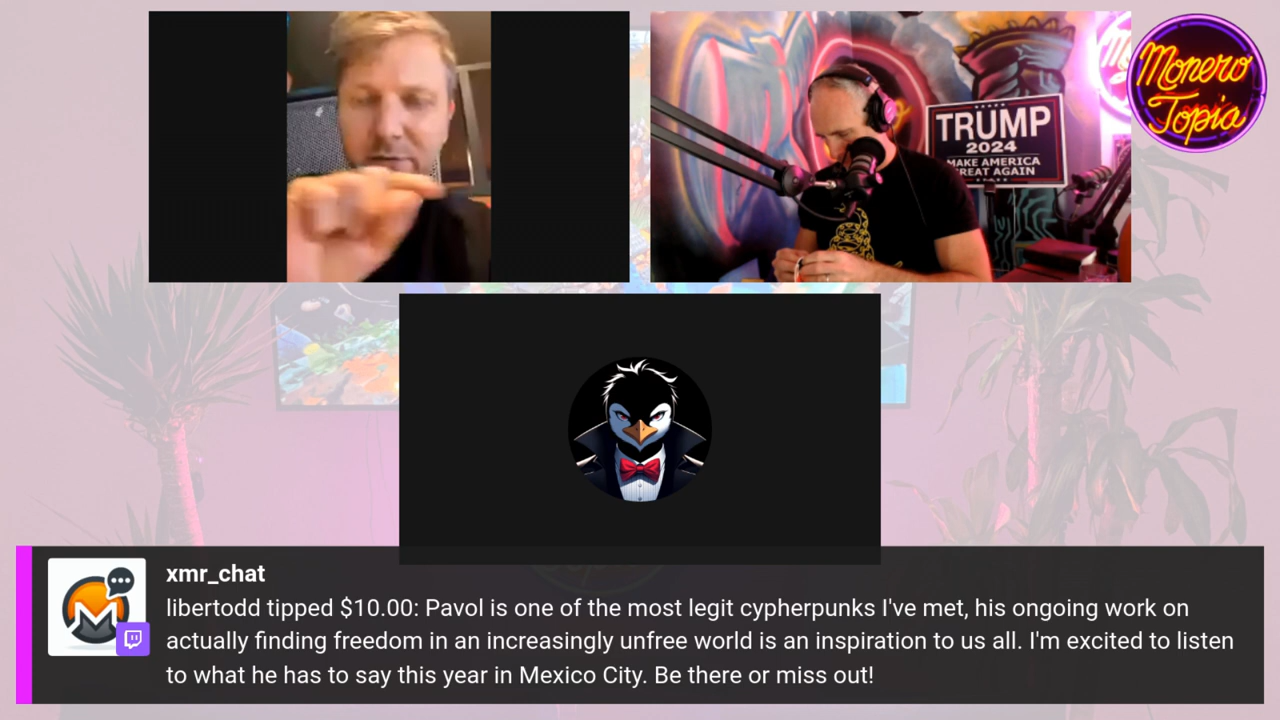 Monero
Topia
TRUMP
2024
MAKE AMERICA
GREAT AGAIN
xmr_chat
libertodd tipped $10.00: Pavol is one of the most legit cypherpunks I've met, his ongoing work on
actually finding freedom in an increasingly unfree world is an inspiration to us all. I'm excited to listen
to what he has to say this year in Mexico City. Be there or miss out!